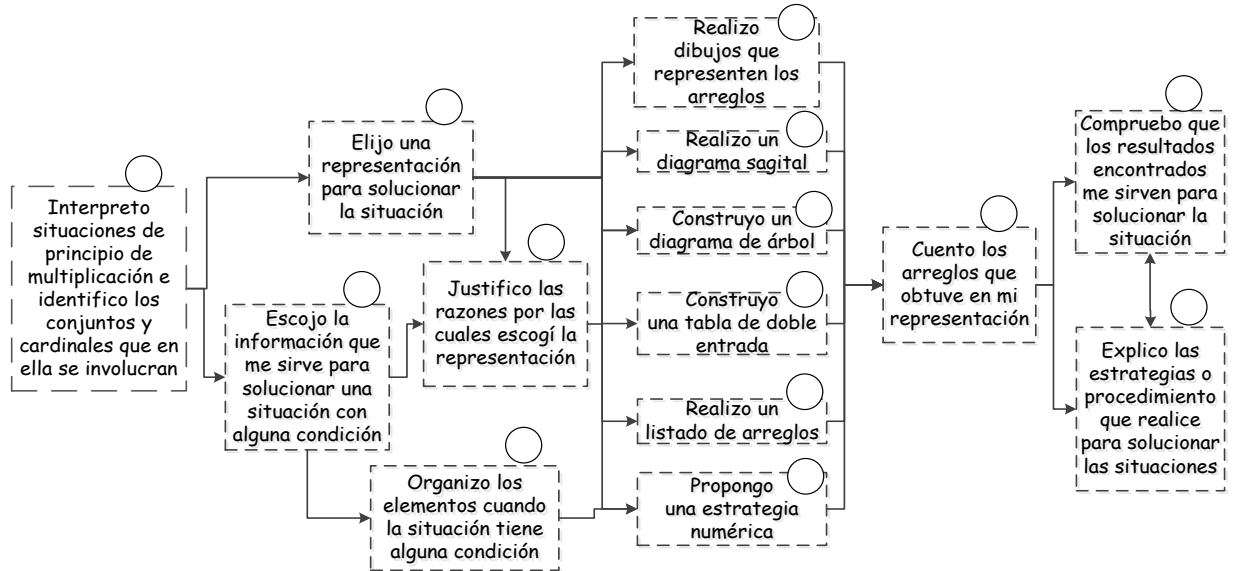 Interpreto
situaciones de
principio de
multiplicación e
identifico los
conjuntos y
cardinales que en
ella se involucran
Elijo una
representación
para solucionar
la situación
Escojo la
información que
me sirve para
solucionar una
situación con
alguna condición
Justifico las
razones por las
cuales escogí la
representación
Organizo los
elementos cuando
la situación tiene
alguna condición
Realizo
dibujos que
representen los
arreglos
Realizo un
diagrama sagital
Construyo un
diagrama de árbol
Construyo
una tabla de doble
entrada
Realizo un
listado de arreglos
Propongo
una estrategia
numérica
Cuento los
arreglos que
obtuve en mi
representación
Compruebo que
los resultados
encontrados
me sirven para
solucionar la
situación
Explico las
estrategias o
procedimiento
que realice
para solucionar
las situaciones